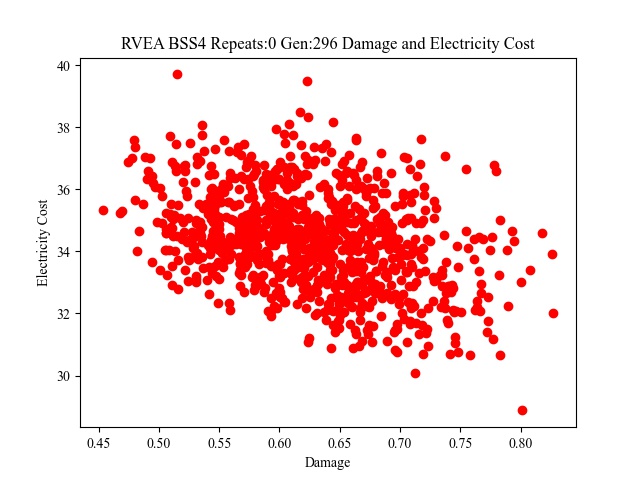 RVEA BSS4 Repeats:0 Gen:296 Damage and Electricity Cost
40
38
36
34
32
30
Electricity Cost
0.45 0.50 0.55 0.60 0.65 0.70 0.75 0.80
Damage